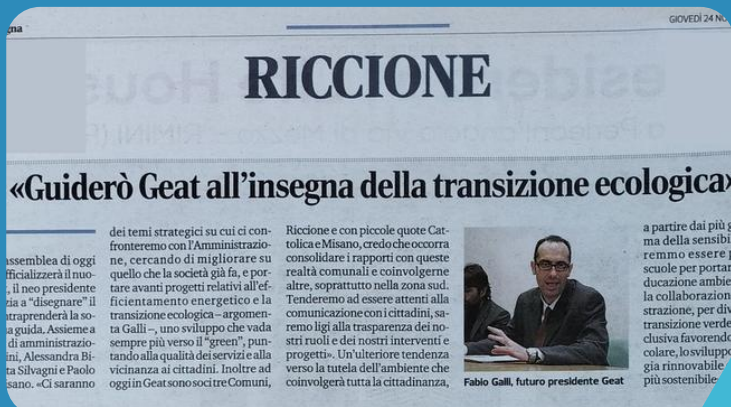 gna
GIOVEDÌ 24 NO
RICCIONE
«Guiderò Geat all'insegna della transizione ecologica»
assemblea di oggi
fficializzerà il nuo-
, il neo presidente
zia a "disegnare" il
ntraprenderà la so-
a guida. Assieme a
di amministrazio-
ini, Alessandra Bi-
ta Silvagni e Paolo
isano. «Ci saranno
dei temi strategici su cui ci con-
fronteremo con l'Amministrazio-
ne, cercando di migliorare su
quello che la società già fa, e por-
tare avanti progetti relativi all'ef-
ficientamento energetico e la
transizione ecologica – argomen-
ta Galli –, uno sviluppo che vada
sempre più verso il "green", pun-
tando alla qualità dei servizi e alla
vicinanza ai cittadini. Inoltre ad
oggi in Geat sono soci tre Comuni,
Riccione e con piccole quote Cat-
tolica e Misano, credo che occorra
consolidare i rapporti con queste
realtà comunali e coinvolgerne
altre, soprattutto nella zona sud.
Tenderemo ad essere attenti alla
comunicazione con i cittadini, sa-
remo ligi alla trasparenza dei no-
stri ruoli e dei nostri interventi e
progetti». Un'ulteriore tendenza
verso la tutela dell'ambiente che
coinvolgerà tutta la cittadinanza,
Fabio Galli, futuro presidente Geat
a partire dai più g
ma della sensibi
remmo essere p
scuole per portar
ducazione ambie
la collaborazion
strazione, per div
transizione verde
clusiva favorendo
colare, lo sviluppo
gia rinnovabile
più sostenibile